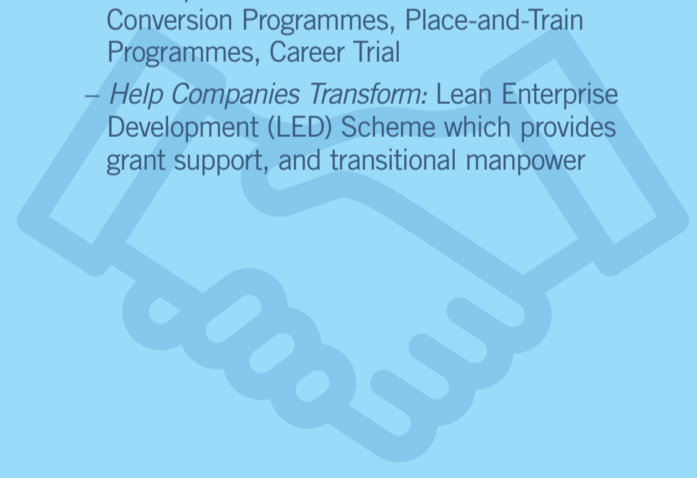 Conversion Programmes, Place-and-Train
Programmes, Career Trial
– Help Companies Transform: Lean Enterprise
Development (LED) Scheme which provides
grant support, and transitional manpower